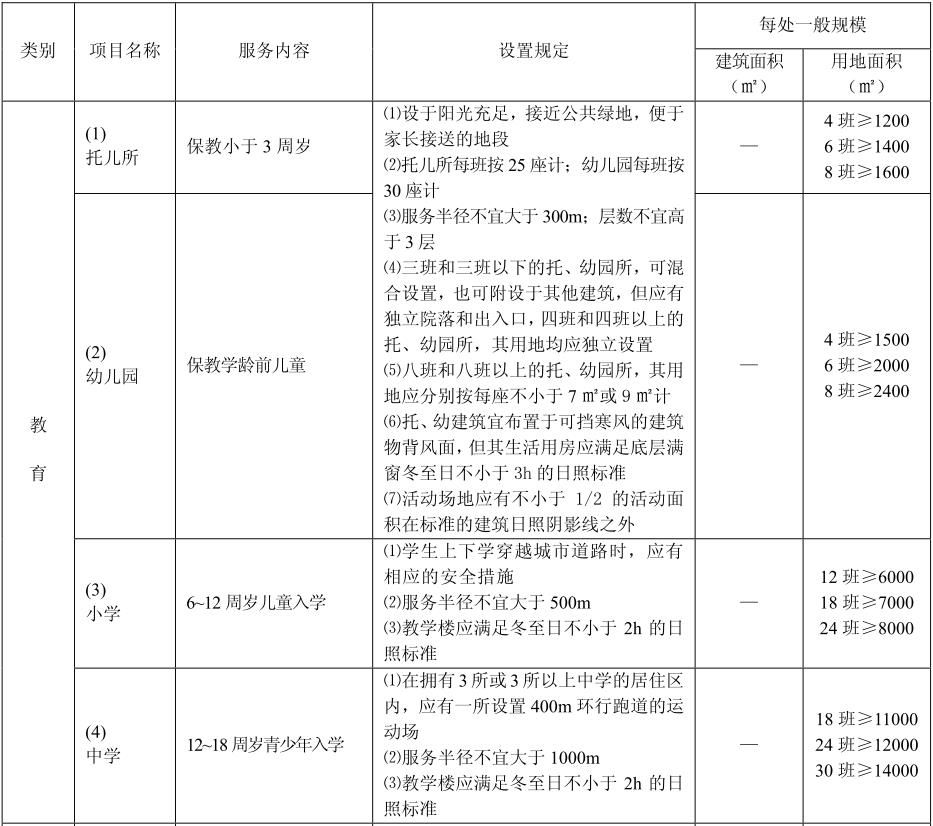 类别
项目名称
服务内容
设置规定
每处一般规模
建筑面积
（㎡）
用地面积
（㎡）
教
育
(1)
托儿所
保教小于 3 周岁
⑴设于阳光充足，接近公共绿地，便于
家长接送的地段
⑵托儿所每班按 25 座计；幼儿园每班按
30 座计
⑶服务半径不宜大于 300m；层数不宜高
于 3 层
⑷三班和三班以下的托、幼园所，可混
合设置，也可附设于其他建筑，但应有
独立院落和出入口，四班和四班以上的
托、幼园所，其用地均应独立设置
⑸八班和八班以上的托、幼园所，其用
地应分别按每座不小于 7 ㎡或 9 ㎡计
⑹托、幼建筑宜布置于可挡寒风的建筑
物背风面，但其生活用房应满足底层满
窗冬至日不小于 3h 的日照标准
⑺活动场地应有不小于 1/2 的活动面
积在标准的建筑日照阴影线之外
—
4 班≥1200
6 班≥1400
8 班≥1600
(2)
幼儿园
保教学龄前儿童
—
4 班≥1500
6 班≥2000
8 班≥2400
(3)
小学
6~12 周岁儿童入学
⑴学生上下学穿越城市道路时，应有
相应的安全措施
⑵服务半径不宜大于 500m
⑶教学楼应满足冬至日不小于 2h 的日
照标准
—
12 班≥6000
18 班≥7000
24 班≥8000
(4)
中学
12~18 周岁青少年入学
⑴在拥有 3 所或 3 所以上中学的居住区
内，应有一所设置 400m 环行跑道的运
动场
⑵服务半径不宜大于 1000m
⑶教学楼应满足冬至日不小于 2h 的日
照标准
—
18 班≥11000
24 班≥12000
30 班≥14000